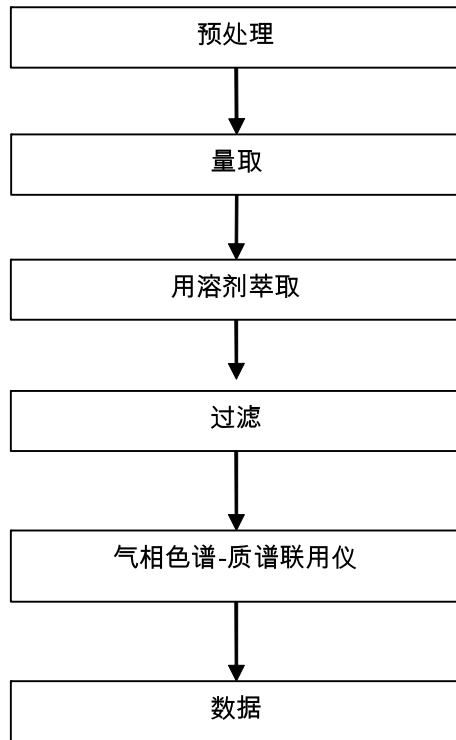 预处理
量取
用溶剂萃取
过滤
气相色谱-质谱联用仪
数据